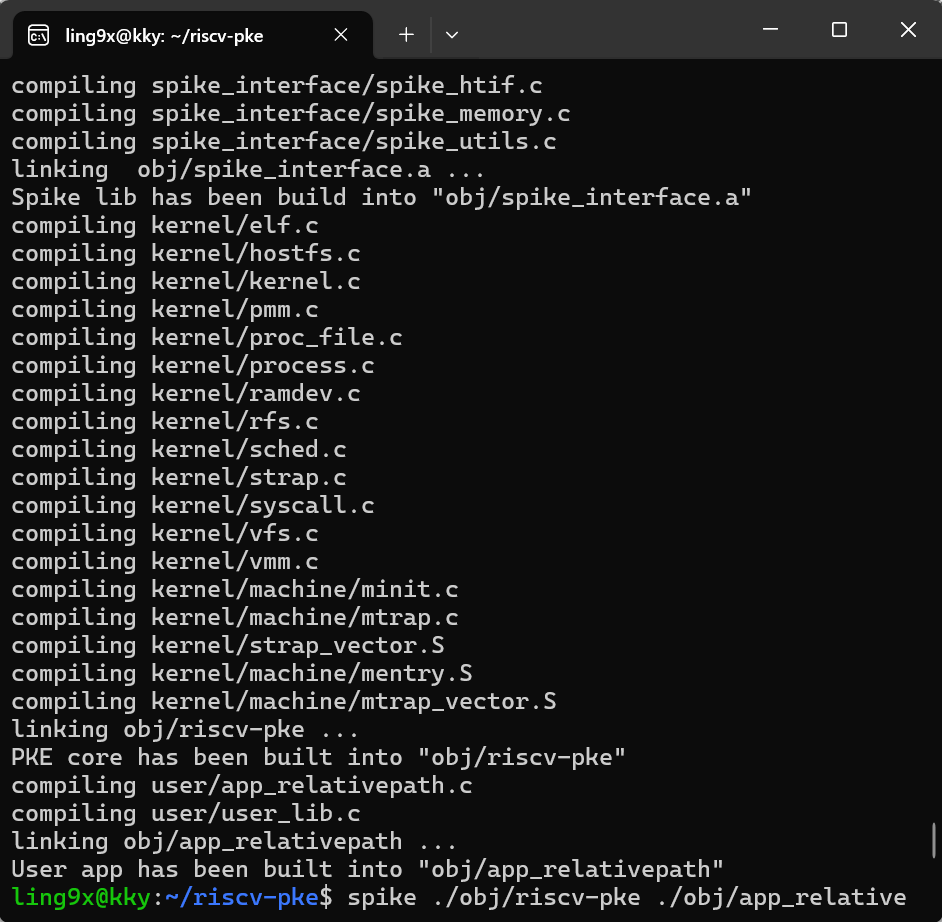 ling9x@kky: ~/riscv-pke
compiling spike_interface/spike_htif.c
compiling spike_interface/spike_memory.c
compiling spike_interface/spike_utils.c
linking  obj/spike_interface.a ...
Spike lib has been build into "obj/spike_interface.a"
compiling kernel/elf.c
compiling kernel/hostfs.c
compiling kernel/kernel.c
compiling kernel/pmm.c
compiling kernel/proc_file.c
compiling kernel/process.c
compiling kernel/ramdev.c
compiling kernel/rfs.c
compiling kernel/sched.c
compiling kernel/strap.c
compiling kernel/syscall.c
compiling kernel/vfs.c
compiling kernel/vmm.c
compiling kernel/machine/minit.c
compiling kernel/machine/mtrap.c
compiling kernel/strap_vector.S
compiling kernel/machine/mentry.S
compiling kernel/machine/mtrap_vector.S
linking obj/riscv-pke ...
PKE core has been built into "obj/riscv-pke"
compiling user/app_relativepath.c
compiling user/user_lib.c
linking obj/app_relativepath ...
User app has been built into "obj/app_relativepath"
ling9x@kky:~/riscv-pke$ spike ./obj/riscv-pke ./obj/app_relative